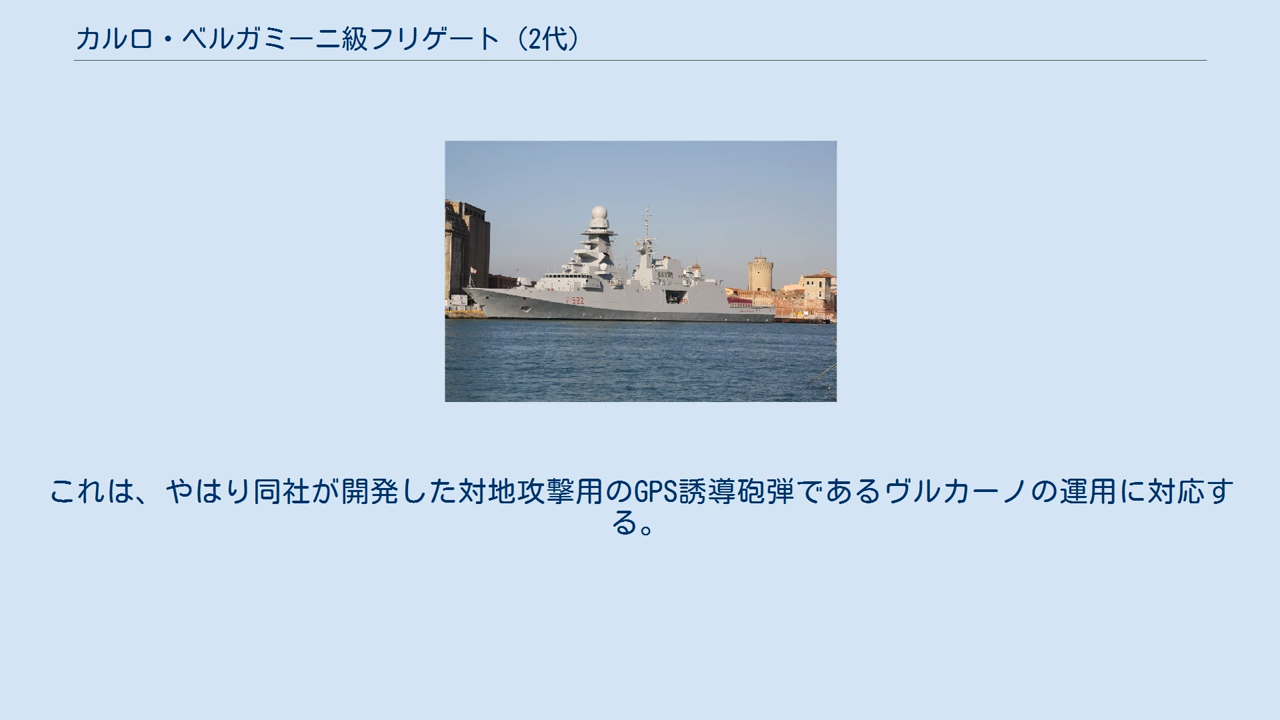 カルロ・ベルガミーニ級フリゲート（2代）
これは、やはり同社が開発した対地攻撃用のGPS誘導砲弾であるヴルカーノの運用に対応す
る。